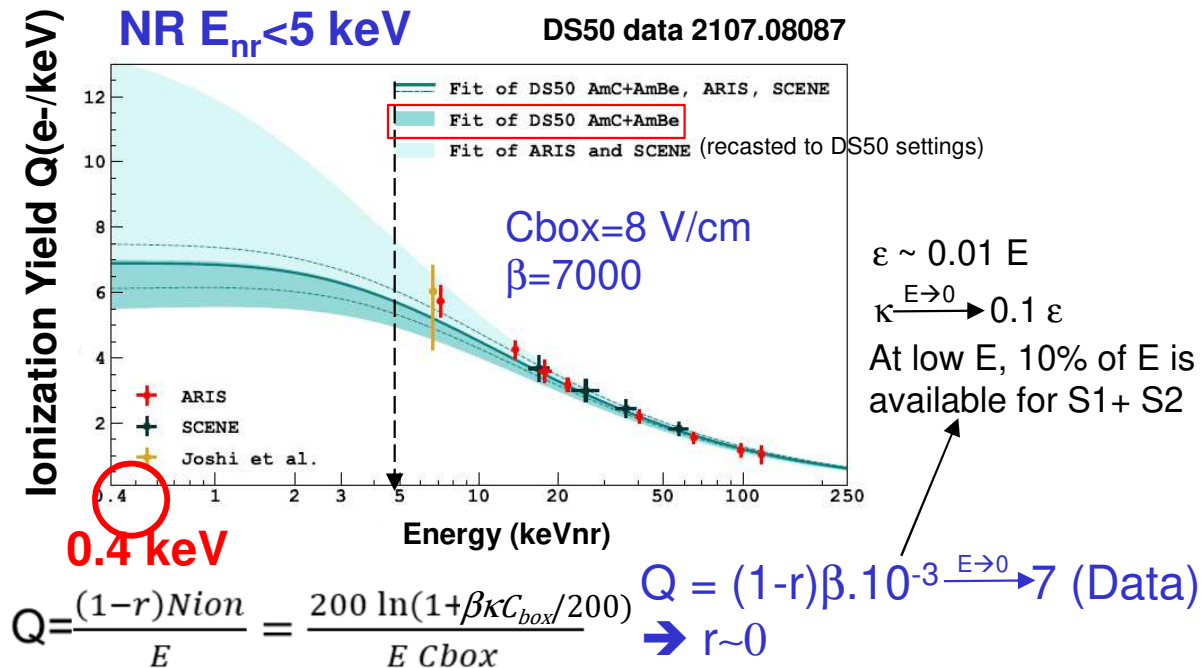 NR Enr<5 keV
DS50 data 2107.08087
Ionization Yield Q(e-/keV)
12
10
8
6
4
2
Fit of DS50 AmC+AmBe, ARIS, SCENE
Fit of DS50 AmC+AmBe
Fit of ARIS and SCENE (recasted to DS50 settings)
Cbox=8 V/cm
β=7000
ARIS
SCENE
Joshi et al.
0.4 1 2 3 4 5 10 20 30 50 100 250
Energy (keVnr)
0.4 keV
ε ~ 0.01 E
κ E→0 0.1 ε
At low E, 10% of E is
available for S1+ S2
Q=(1−r)Nion/E = 200 ln(1+βκCbox/200)/E Cbox
Q = (1-r)β.10-3 E→0 7 (Data)
➔ r~0